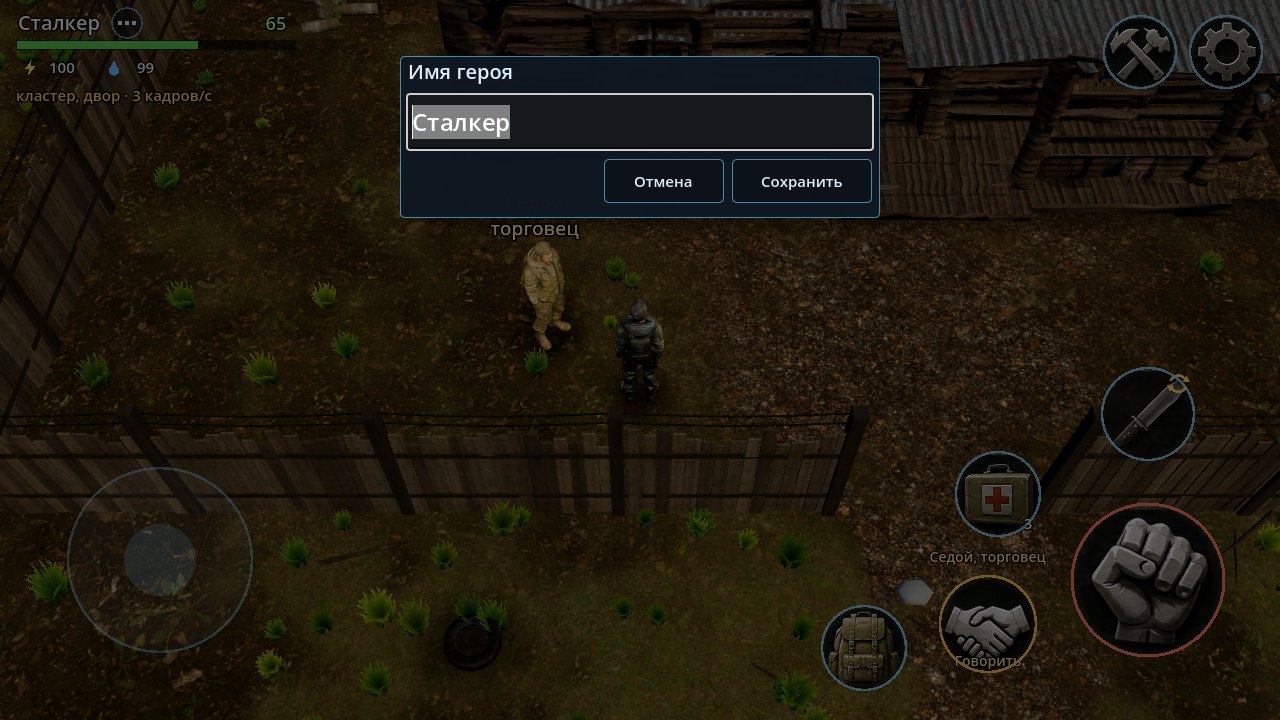 Сталкер
65
100
99
кластер, двор · 3 кадров/с
Имя героя
Сталкер
Отмена
Сохранить
торговец
3
Седой, торговец
Говорить